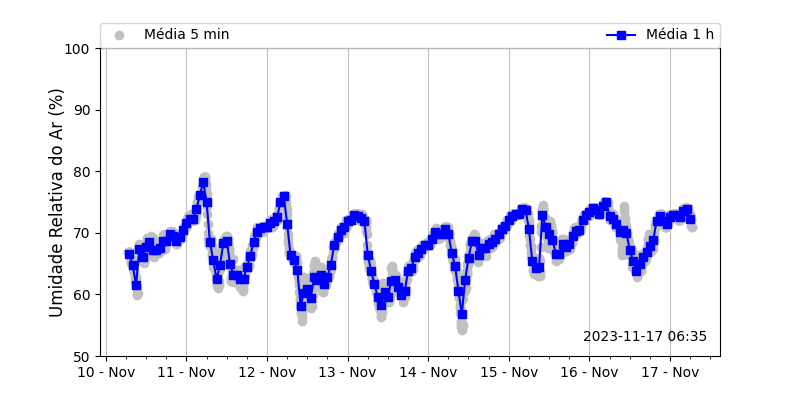 Média 5 min
Média 1 h
Umidade Relativa do Ar (%)
100
90
80
70
60
50
2023-11-17 06:35
10 - Nov
11 - Nov
12 - Nov
13 - Nov
14 - Nov
15 - Nov
16 - Nov
17 - Nov